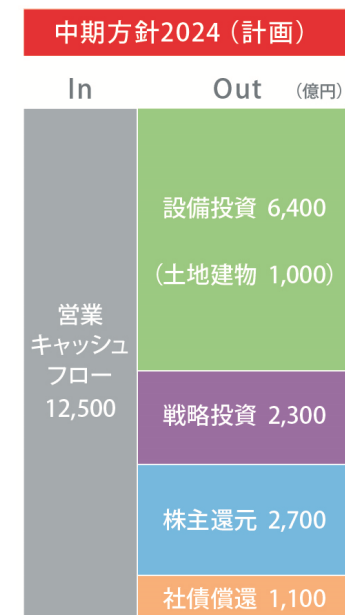 中期方針2024（計画）
In
Out （億円）
営業
キャッシュ
フロー
12,500
設備投資 6,400
（土地建物 1,000）
戦略投資 2,300
株主還元 2,700
社債償還 1,100